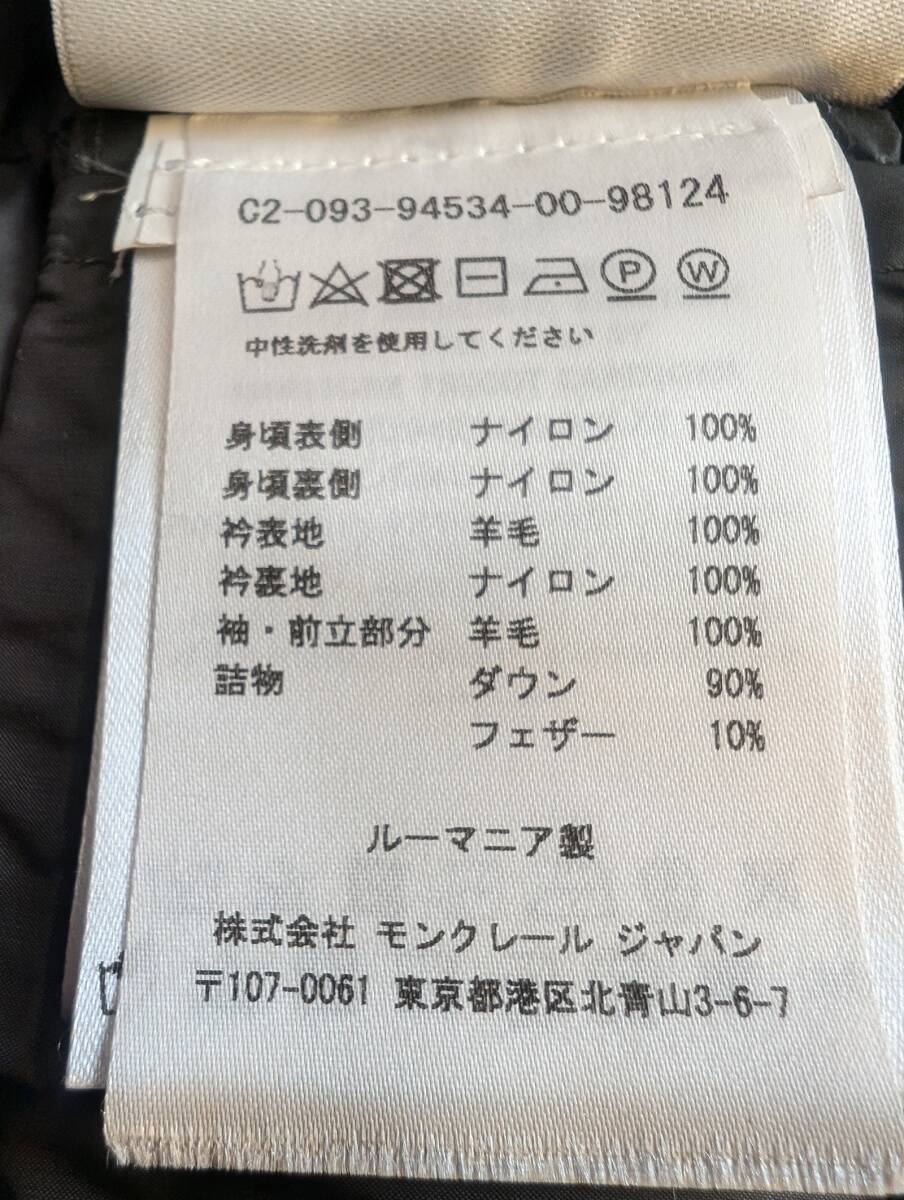 C2-093-94534-00-98124
P W
中性洗剤を使用してください
身頃表側 ナイロン 100%
身頃裏側 ナイロン 100%
衿表地 羊毛 100%
衿裏地 ナイロン 100%
袖・前立部分 羊毛 100%
詰物 ダウン 90%
フェザー 10%
ルーマニア製
株式会社 モンクレール ジャパン
〒107-0061 東京都港区北青山3-6-7